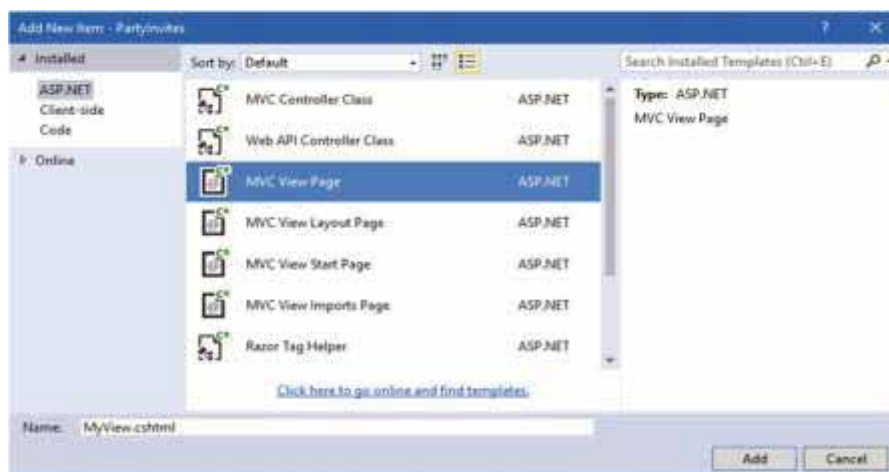 Add New Item - PartyInvites
Installed
ASP.NET
Client-side
Code
Online
Sort by: Default
Search Installed Templates (Ctrl+E)
MVC Controller Class ASP.NET
Web API Controller Class ASP.NET
MVC View Page ASP.NET
MVC View Layout Page ASP.NET
MVC View Start Page ASP.NET
MVC View Imports Page ASP.NET
Razor Tag Helper ASP.NET
Click here to go online and find templates.
Type: ASP.NET
MVC View Page
Name: MyView.cshtml
Add Cancel